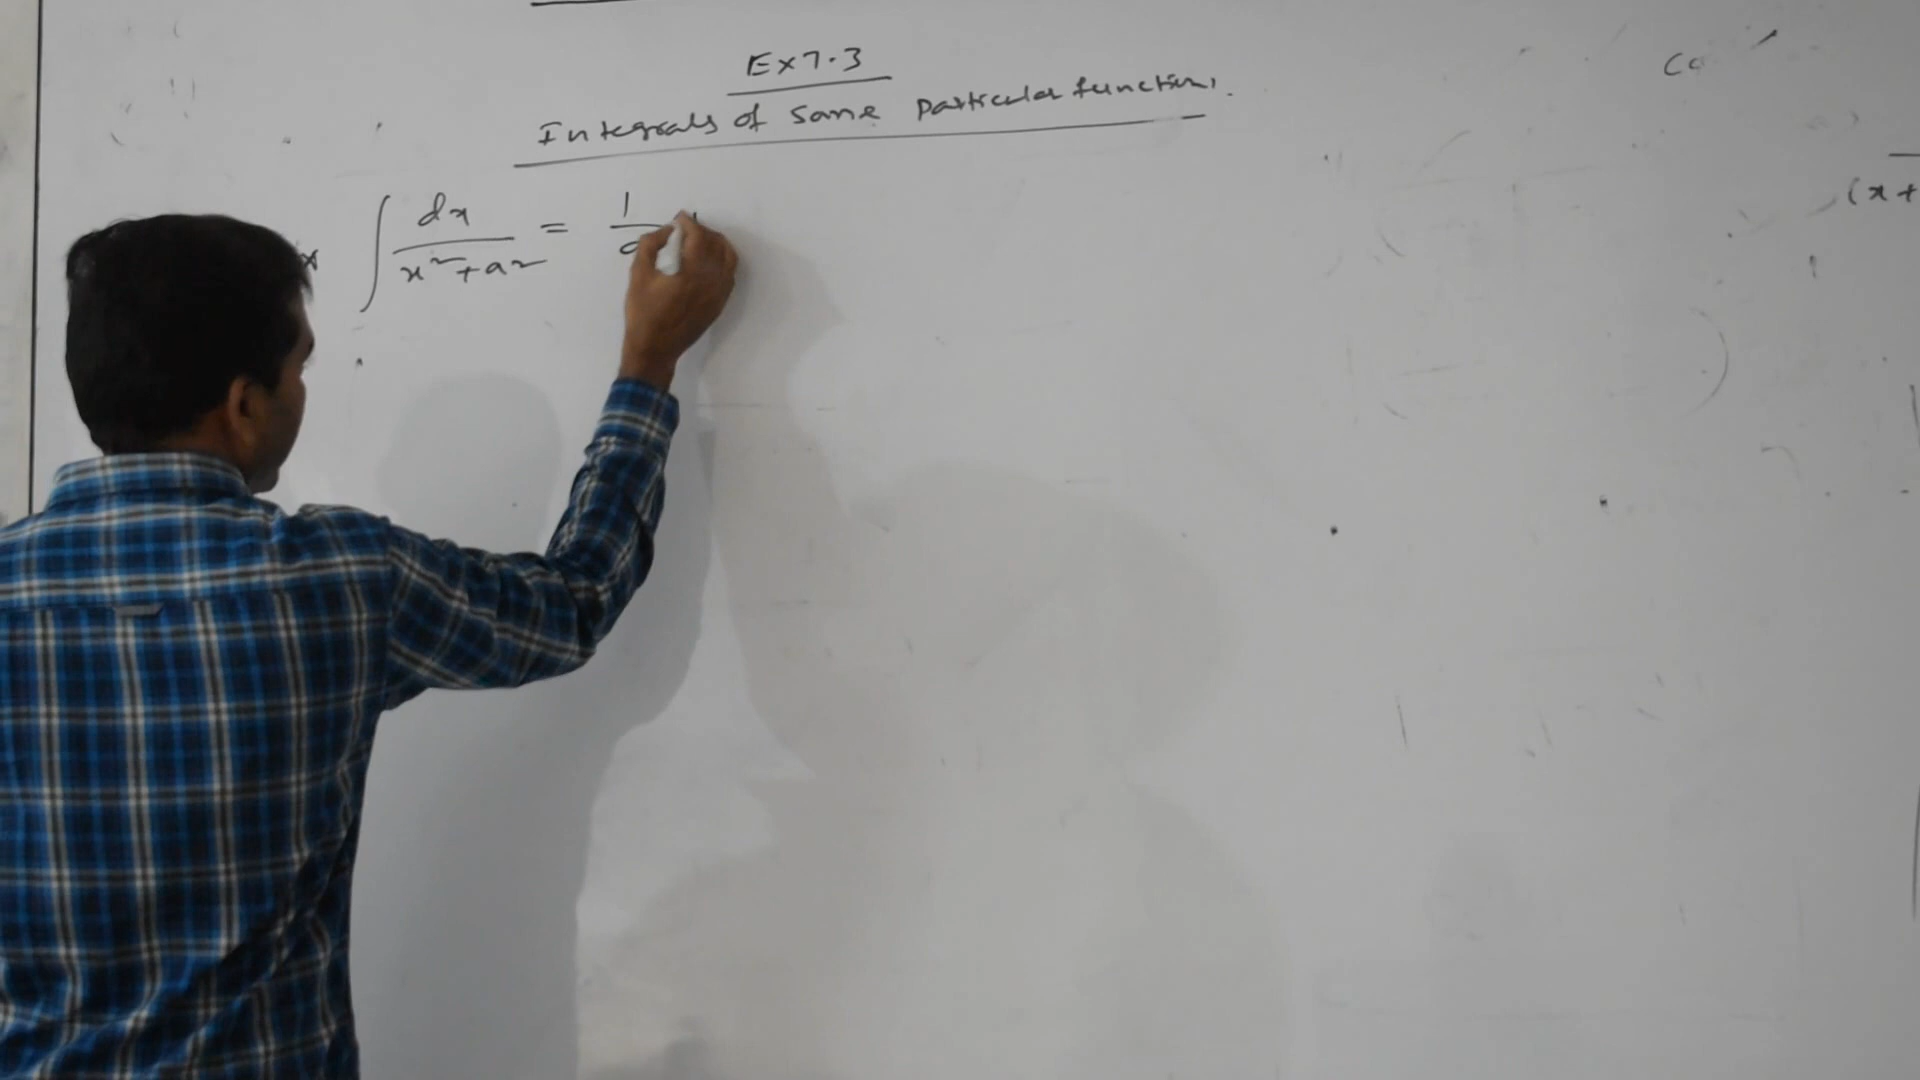 Ex 7.3
Integrals of Some Particular functions.
∫ dx / (x² + a²) = 1 / a
(x +